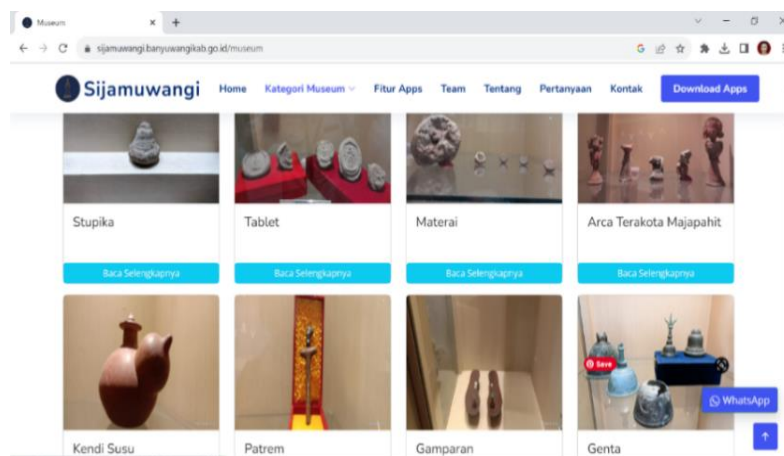 Museum
sijamuwangi.banyuwangikab.go.id/museum
Sijamuwangi Home Kategori Museum Fitur Apps Team Tentang Pertanyaan Kontak Download Apps
Stupika Tablet Materai Arca Terakota Majapahit
Baca Selengkapnya Baca Selengkapnya Baca Selengkapnya Baca Selengkapnya
Save
WhatsApp
Kendi Susu Patrem Gamparan Genta